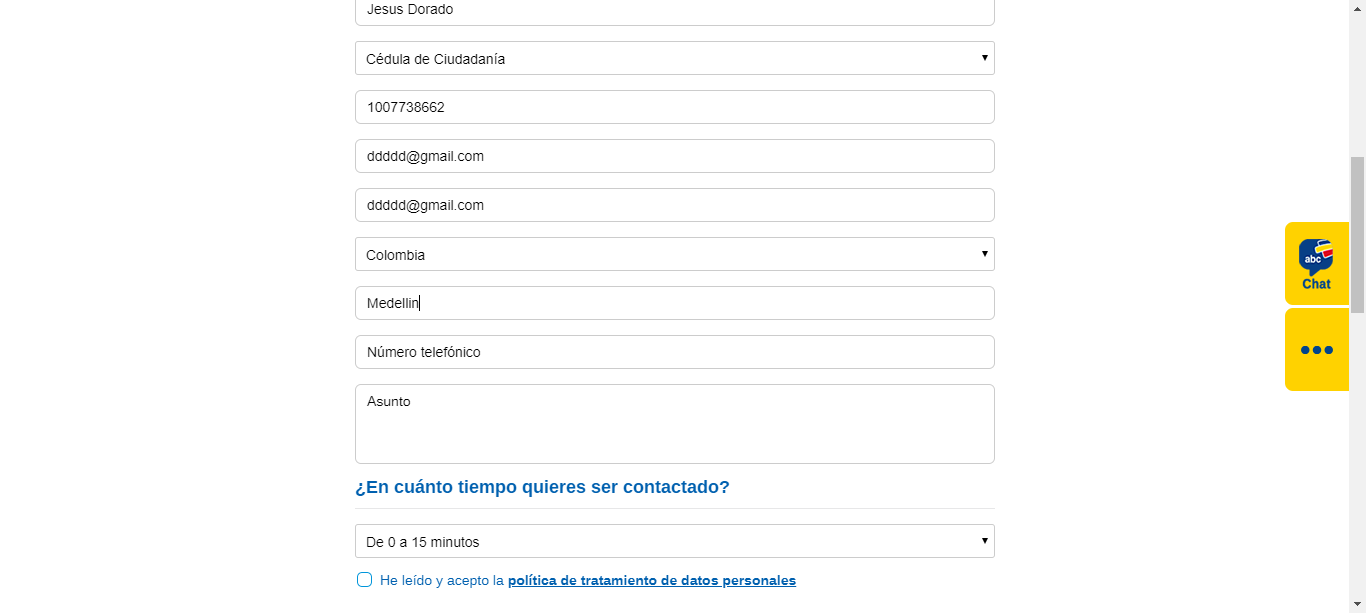 Jesus Dorado
Cédula de Ciudadanía
1007738662
ddddd@gmail.com
ddddd@gmail.com
Colombia
Medellin
Número telefónico
Asunto
¿En cuánto tiempo quieres ser contactado?
De 0 a 15 minutos
He leído y acepto la política de tratamiento de datos personales
abc
Chat